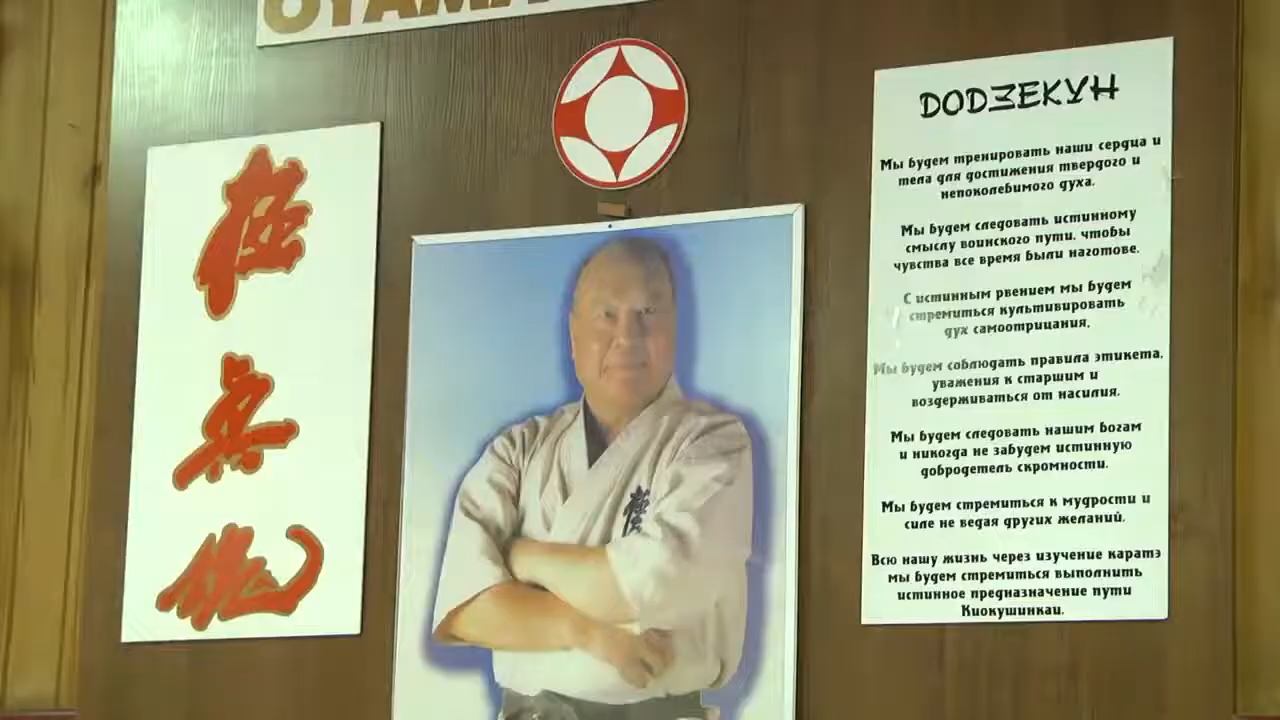 OYAMA
極
真
会
ДОДЗЕКУН
Мы будем тренировать наши сердца и
тела для достижения твердого и
непоколебимого духа.
Мы будем следовать истинному
смыслу воинского пути, чтобы
чувства все время были наготове.
С истинным рвением мы будем
стремиться культивировать
дух самоотрицания.
Мы будем соблюдать правила этикета,
уважения к старшим и
воздерживаться от насилия.
Мы будем следовать нашим Богам
и никогда не забудем истинную
добродетель скромности.
Мы будем стремиться к мудрости и
силе не ведая других желаний.
Всю нашу жизнь через изучение каратэ
мы будем стремиться выполнить
истинное предназначение пути
Киокушинкаи.